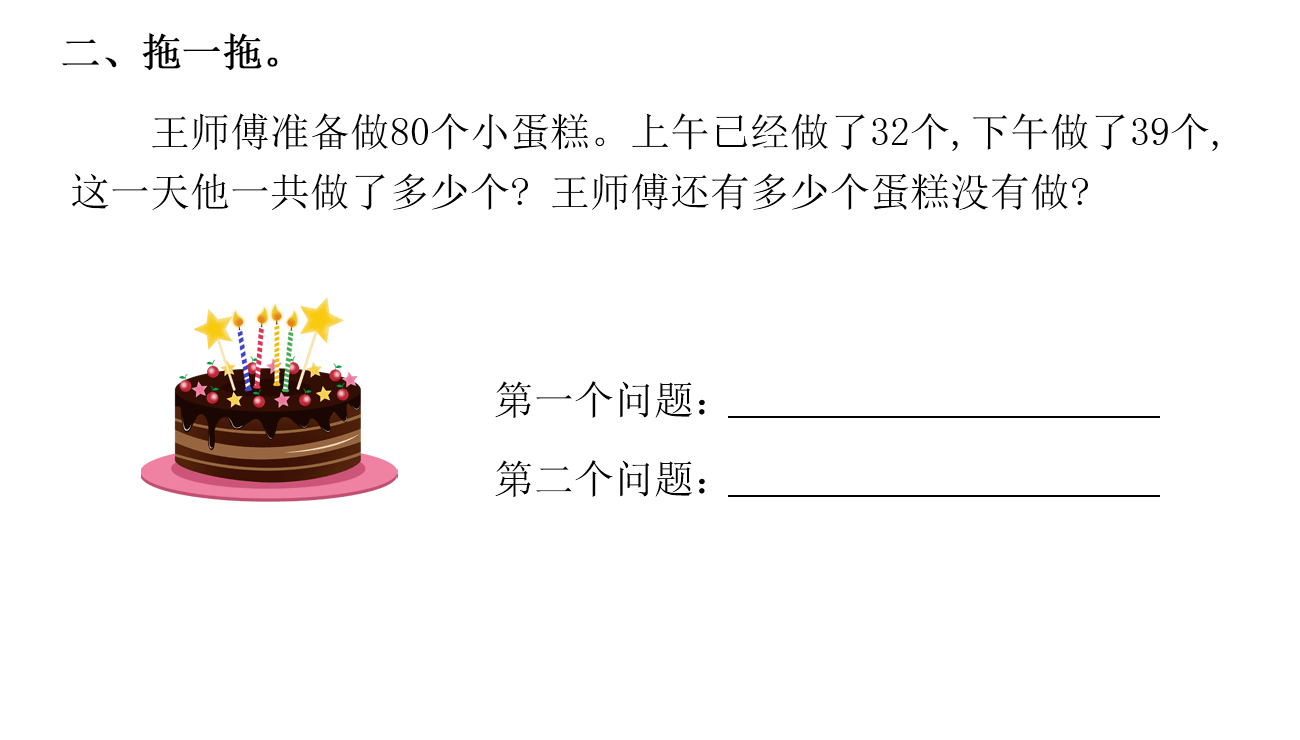 二、拖一拖。
王师傅准备做80个小蛋糕。上午已经做了32个,下午做了39个,
这一天他一共做了多少个? 王师傅还有多少个蛋糕没有做?
第一个问题：
第二个问题：